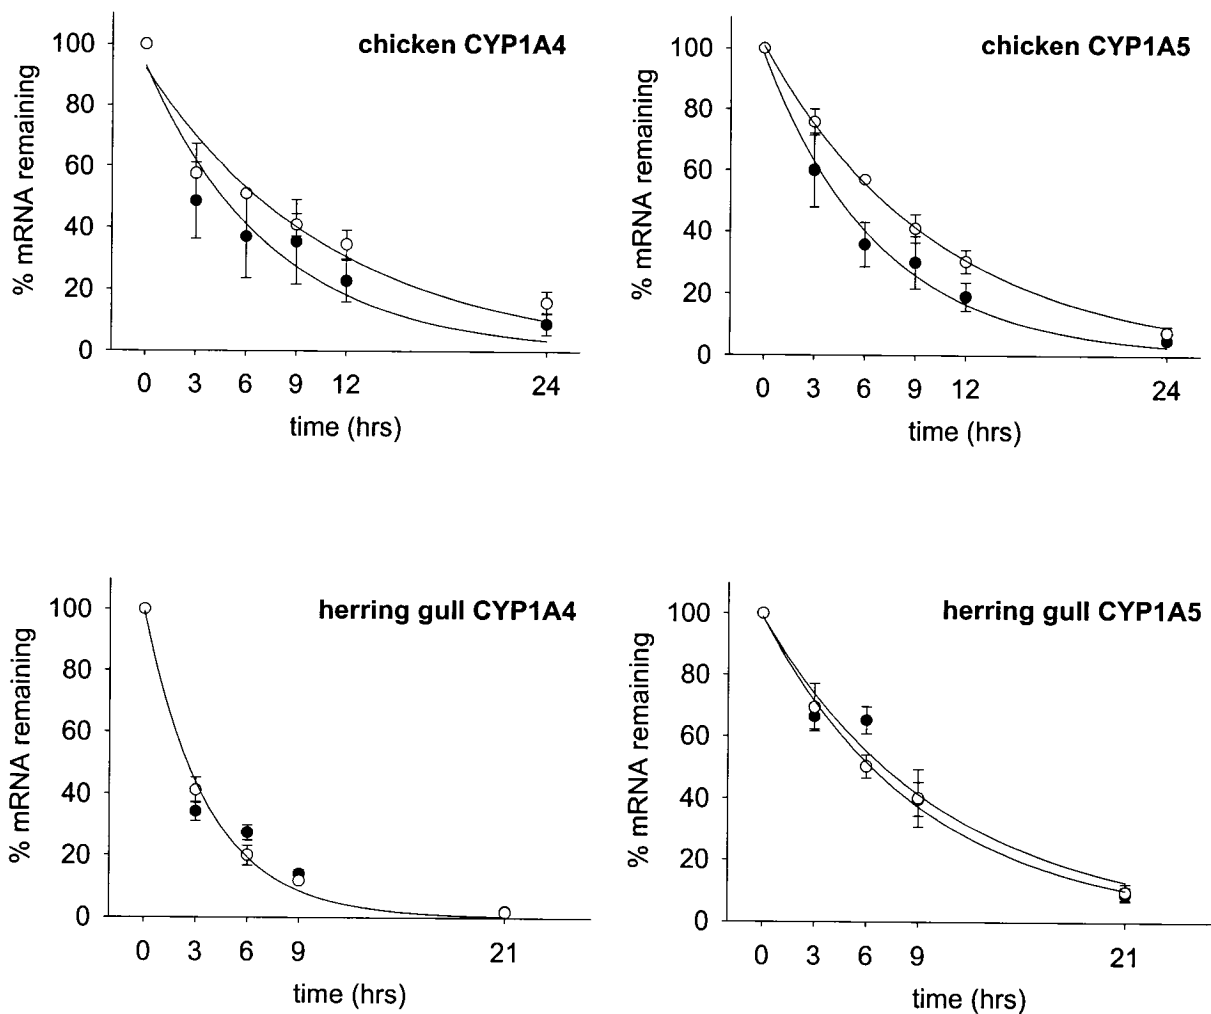 chicken CYP1A4
% mRNA remaining
100
80
60
40
20
0
0 3 6 9 12 24
time (hrs)
chicken CYP1A5
% mRNA remaining
100
80
60
40
20
0
0 3 6 9 12 24
time (hrs)
herring gull CYP1A4
% mRNA remaining
100
80
60
40
20
0
0 3 6 9 21
time (hrs)
herring gull CYP1A5
% mRNA remaining
100
80
60
40
20
0
0 3 6 9 21
time (hrs)